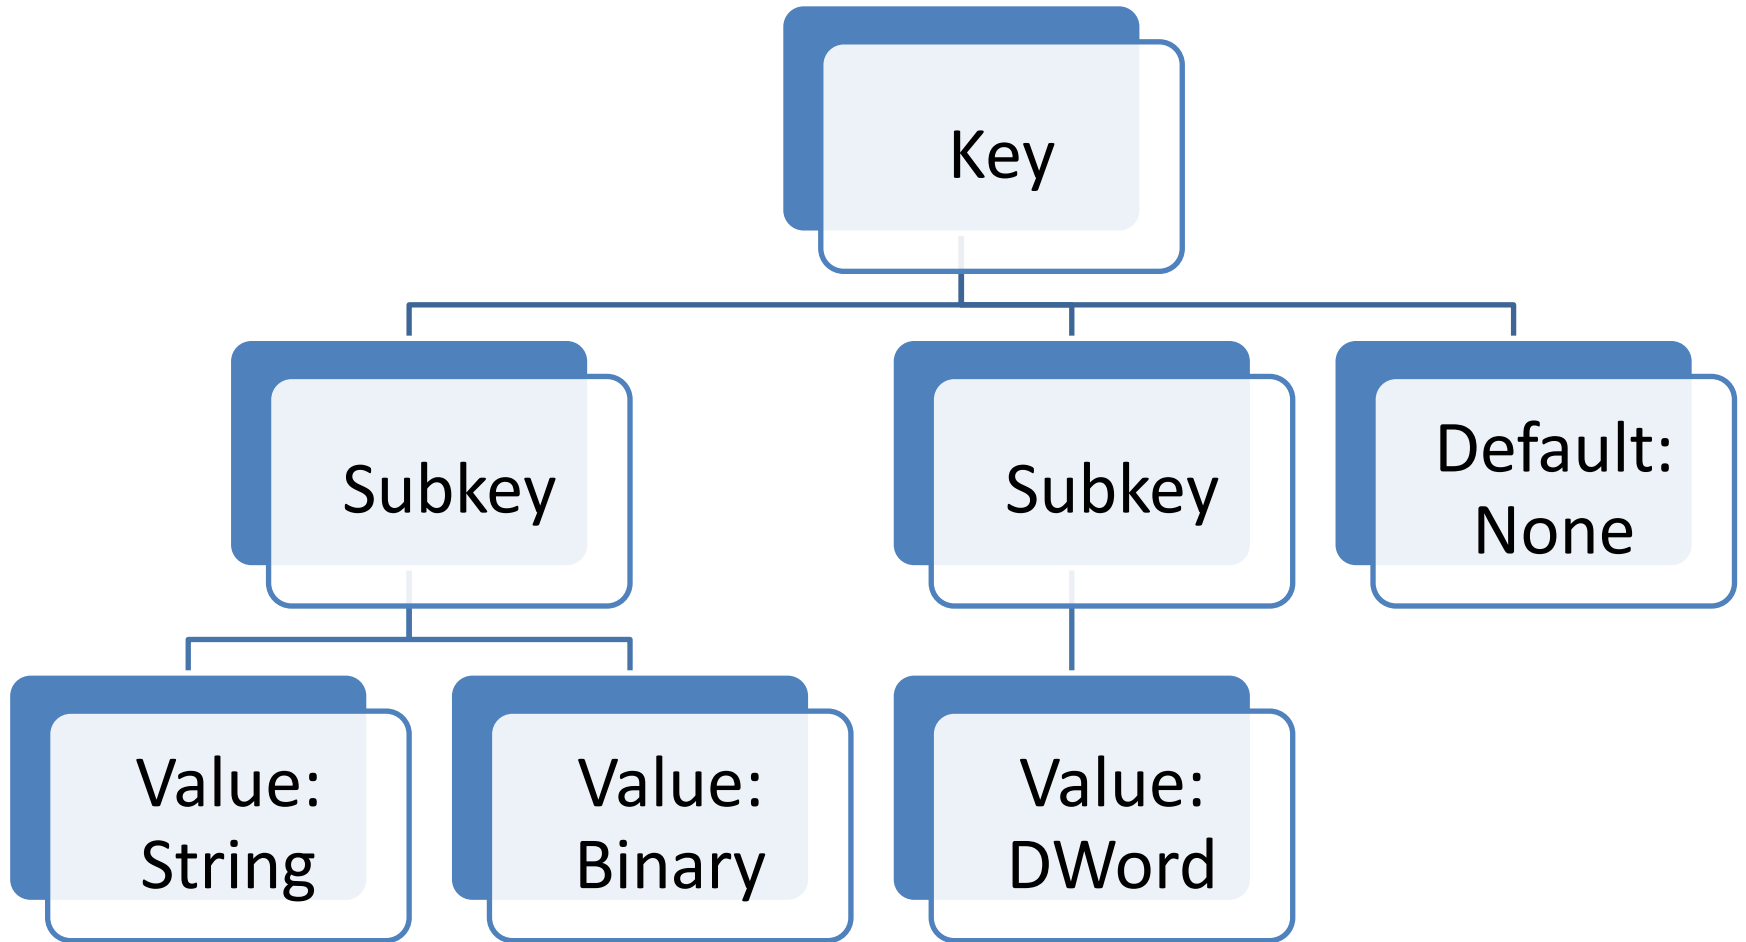 Key
Subkey
Subkey
Default:
None
Value:
String
Value:
Binary
Value:
DWord